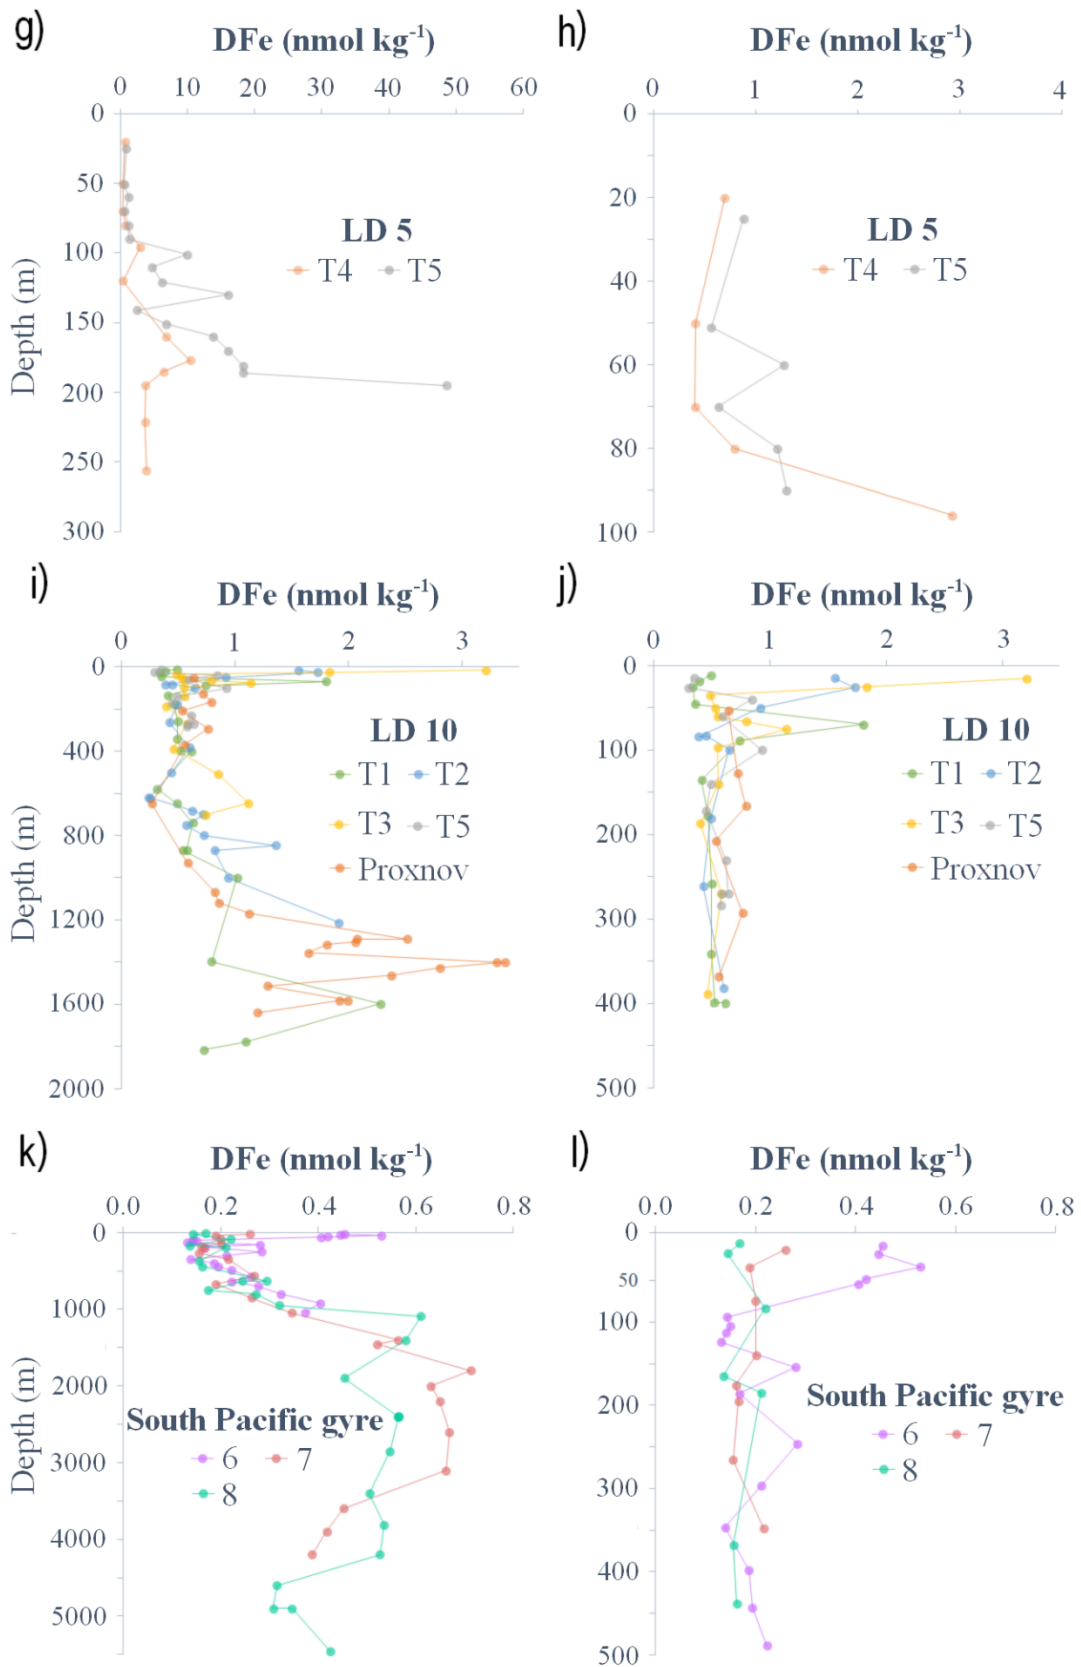 g)
DFe (nmol kg⁻¹)
0 10 20 30 40 50 60
0
50
100
150
200
250
300
Depth (m)
LD 5
T4 T5
h)
DFe (nmol kg⁻¹)
0 1 2 3 4
0
20
40
60
80
100
LD 5
T4 T5
i)
DFe (nmol kg⁻¹)
0 1 2 3
0
400
800
1200
1600
2000
Depth (m)
LD 10
T1 T2
T3 T5
Proxnov
j)
DFe (nmol kg⁻¹)
0 1 2 3
0
100
200
300
400
500
LD 10
T1 T2
T3 T5
Proxnov
k)
DFe (nmol kg⁻¹)
0.0 0.2 0.4 0.6 0.8
0
1000
2000
3000
4000
5000
Depth (m)
South Pacific gyre
6 7
8
l)
DFe (nmol kg⁻¹)
0.0 0.2 0.4 0.6 0.8
0
50
100
200
300
400
500
South Pacific gyre
6 7
8